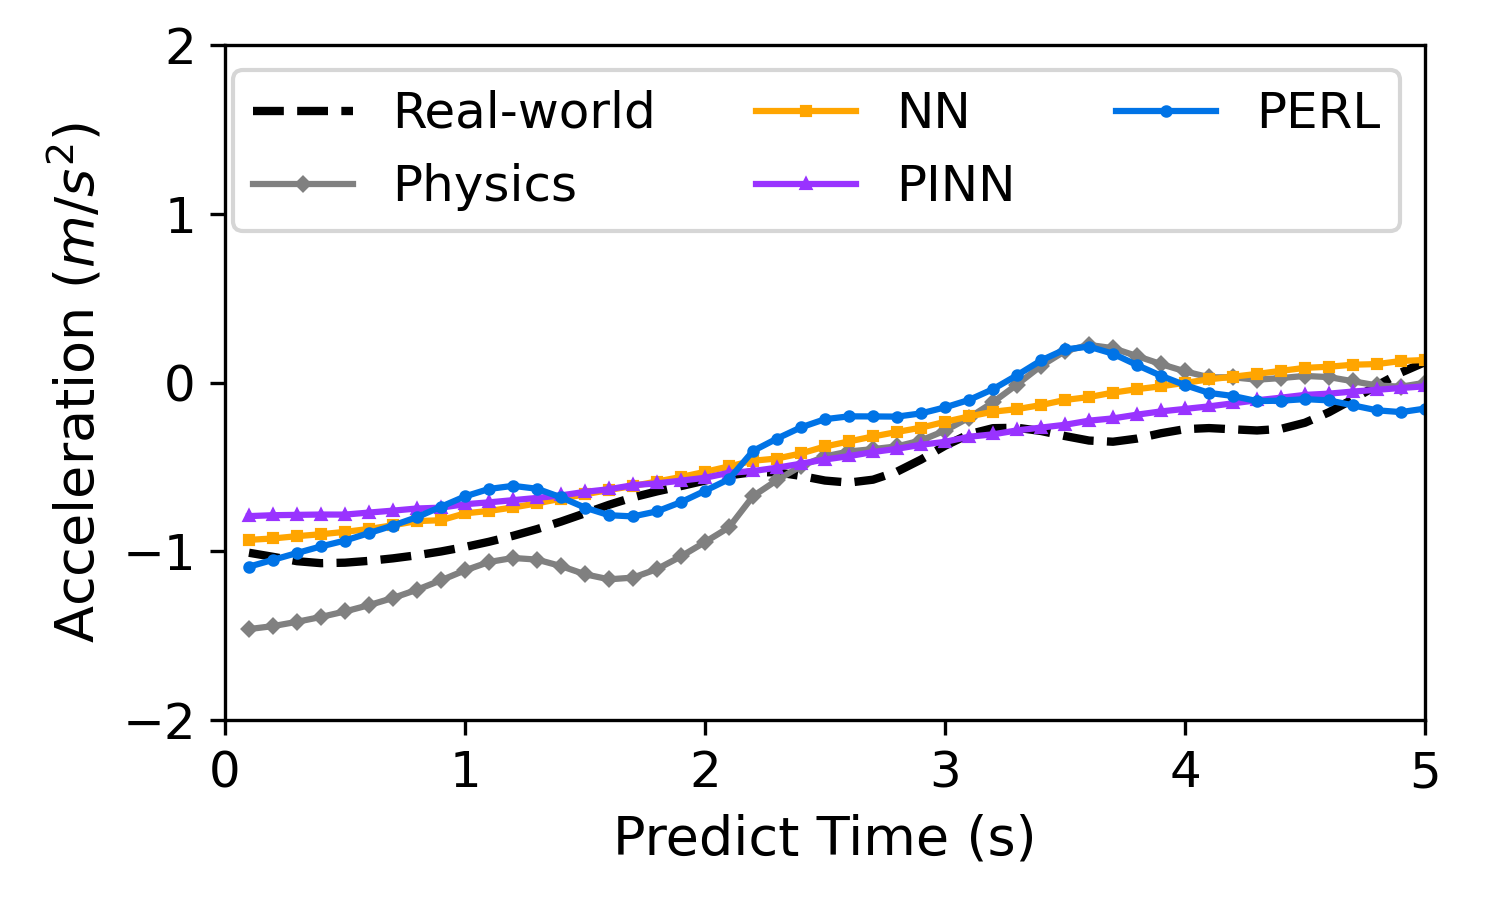 2
1
0
−1
−2
Acceleration (m/s²)
Real-world
Physics
NN
PINN
PERL
0 1 2 3 4 5
Predict Time (s)